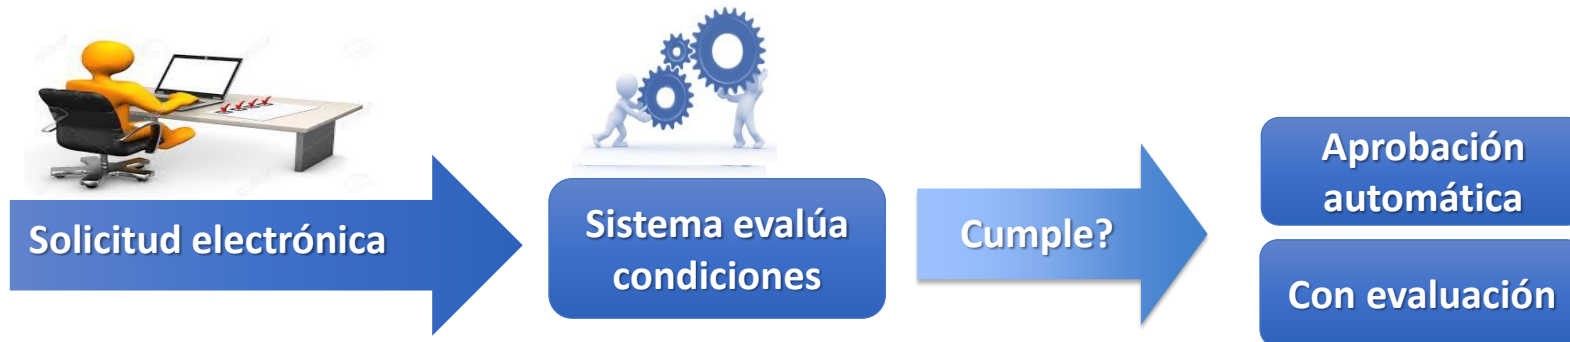 Solicitud electrónica
Sistema evalúa
condiciones
Cumple?
Aprobación
automática
Con evaluación